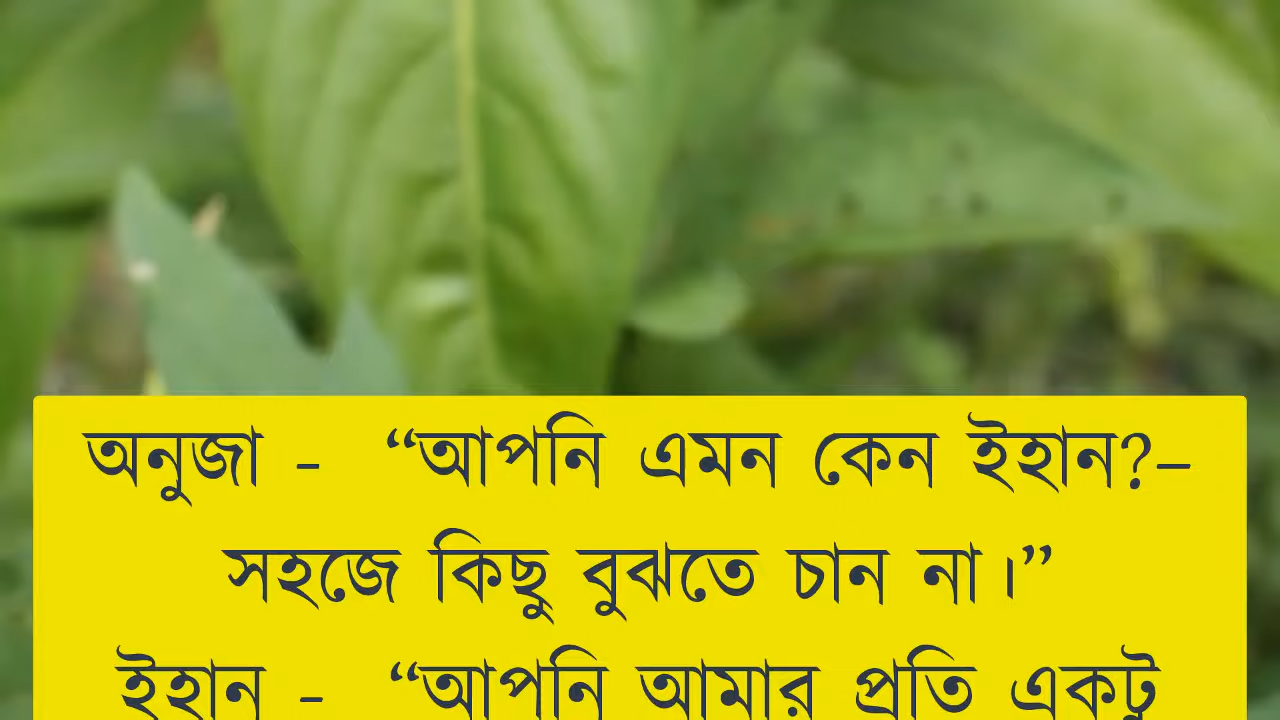 অনুজা - “আপনি এমন কেন ইহান?–
সহজে কিছু বুঝতে চান না।”
ইহান - “আপনি আমার প্রতি একটু